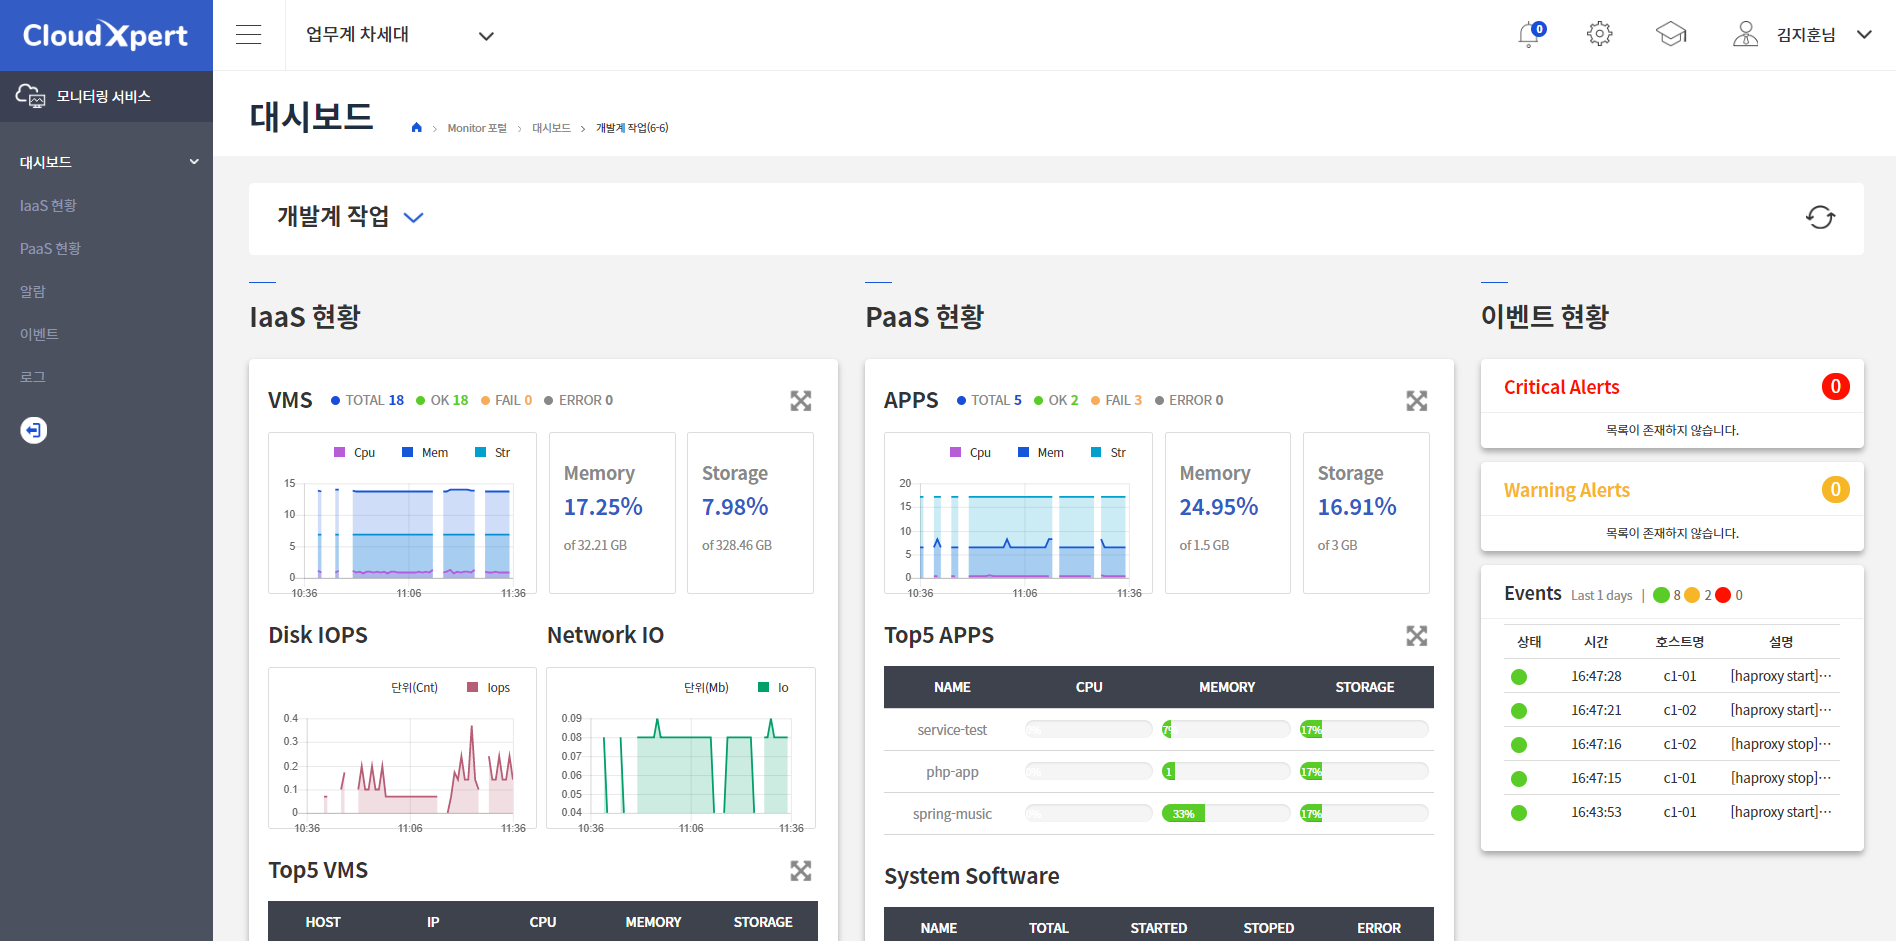 CloudXpert
업무계 차세대
0
김지훈님
모니터링 서비스
대시보드
IaaS 현황
PaaS 현황
알람
이벤트
로그
대시보드
Monitor 포털 > 대시보드 > 개발계 작업(6-6)
개발계 작업
IaaS 현황
VMS TOTAL 18 OK 18 FAIL 0 ERROR 0
Cpu Mem Str
15
10
5
0
10:36 11:06 11:36
Memory
17.25%
of 32.21 GB
Storage
7.98%
of 328.46 GB
Disk IOPS
단위(Cnt) Iops
0.4
0.3
0.2
0.1
0
10:36 11:06 11:36
Network IO
단위(Mb) Io
0.09
0.08
0.07
0.06
0.05
0.04
10:36 11:06 11:36
Top5 VMS
HOST IP CPU MEMORY STORAGE
PaaS 현황
APPS TOTAL 5 OK 2 FAIL 3 ERROR 0
Cpu Mem Str
20
15
10
5
0
10:36 11:06 11:36
Memory
24.95%
of 1.5 GB
Storage
16.91%
of 3 GB
Top5 APPS
NAME CPU MEMORY STORAGE
service-test 0% 7% 17%
php-app 0% 1 17%
spring-music 0% 33% 17%
System Software
NAME TOTAL STARTED STOPED ERROR
이벤트 현황
Critical Alerts 0
목록이 존재하지 않습니다.
Warning Alerts 0
목록이 존재하지 않습니다.
Events Last 1 days | 8 2 0
상태 시간 호스트명 설명
16:47:28 c1-01 [haproxy start]···
16:47:21 c1-02 [haproxy start]···
16:47:16 c1-02 [haproxy stop]···
16:47:15 c1-01 [haproxy stop]···
16:43:53 c1-01 [haproxy start]···